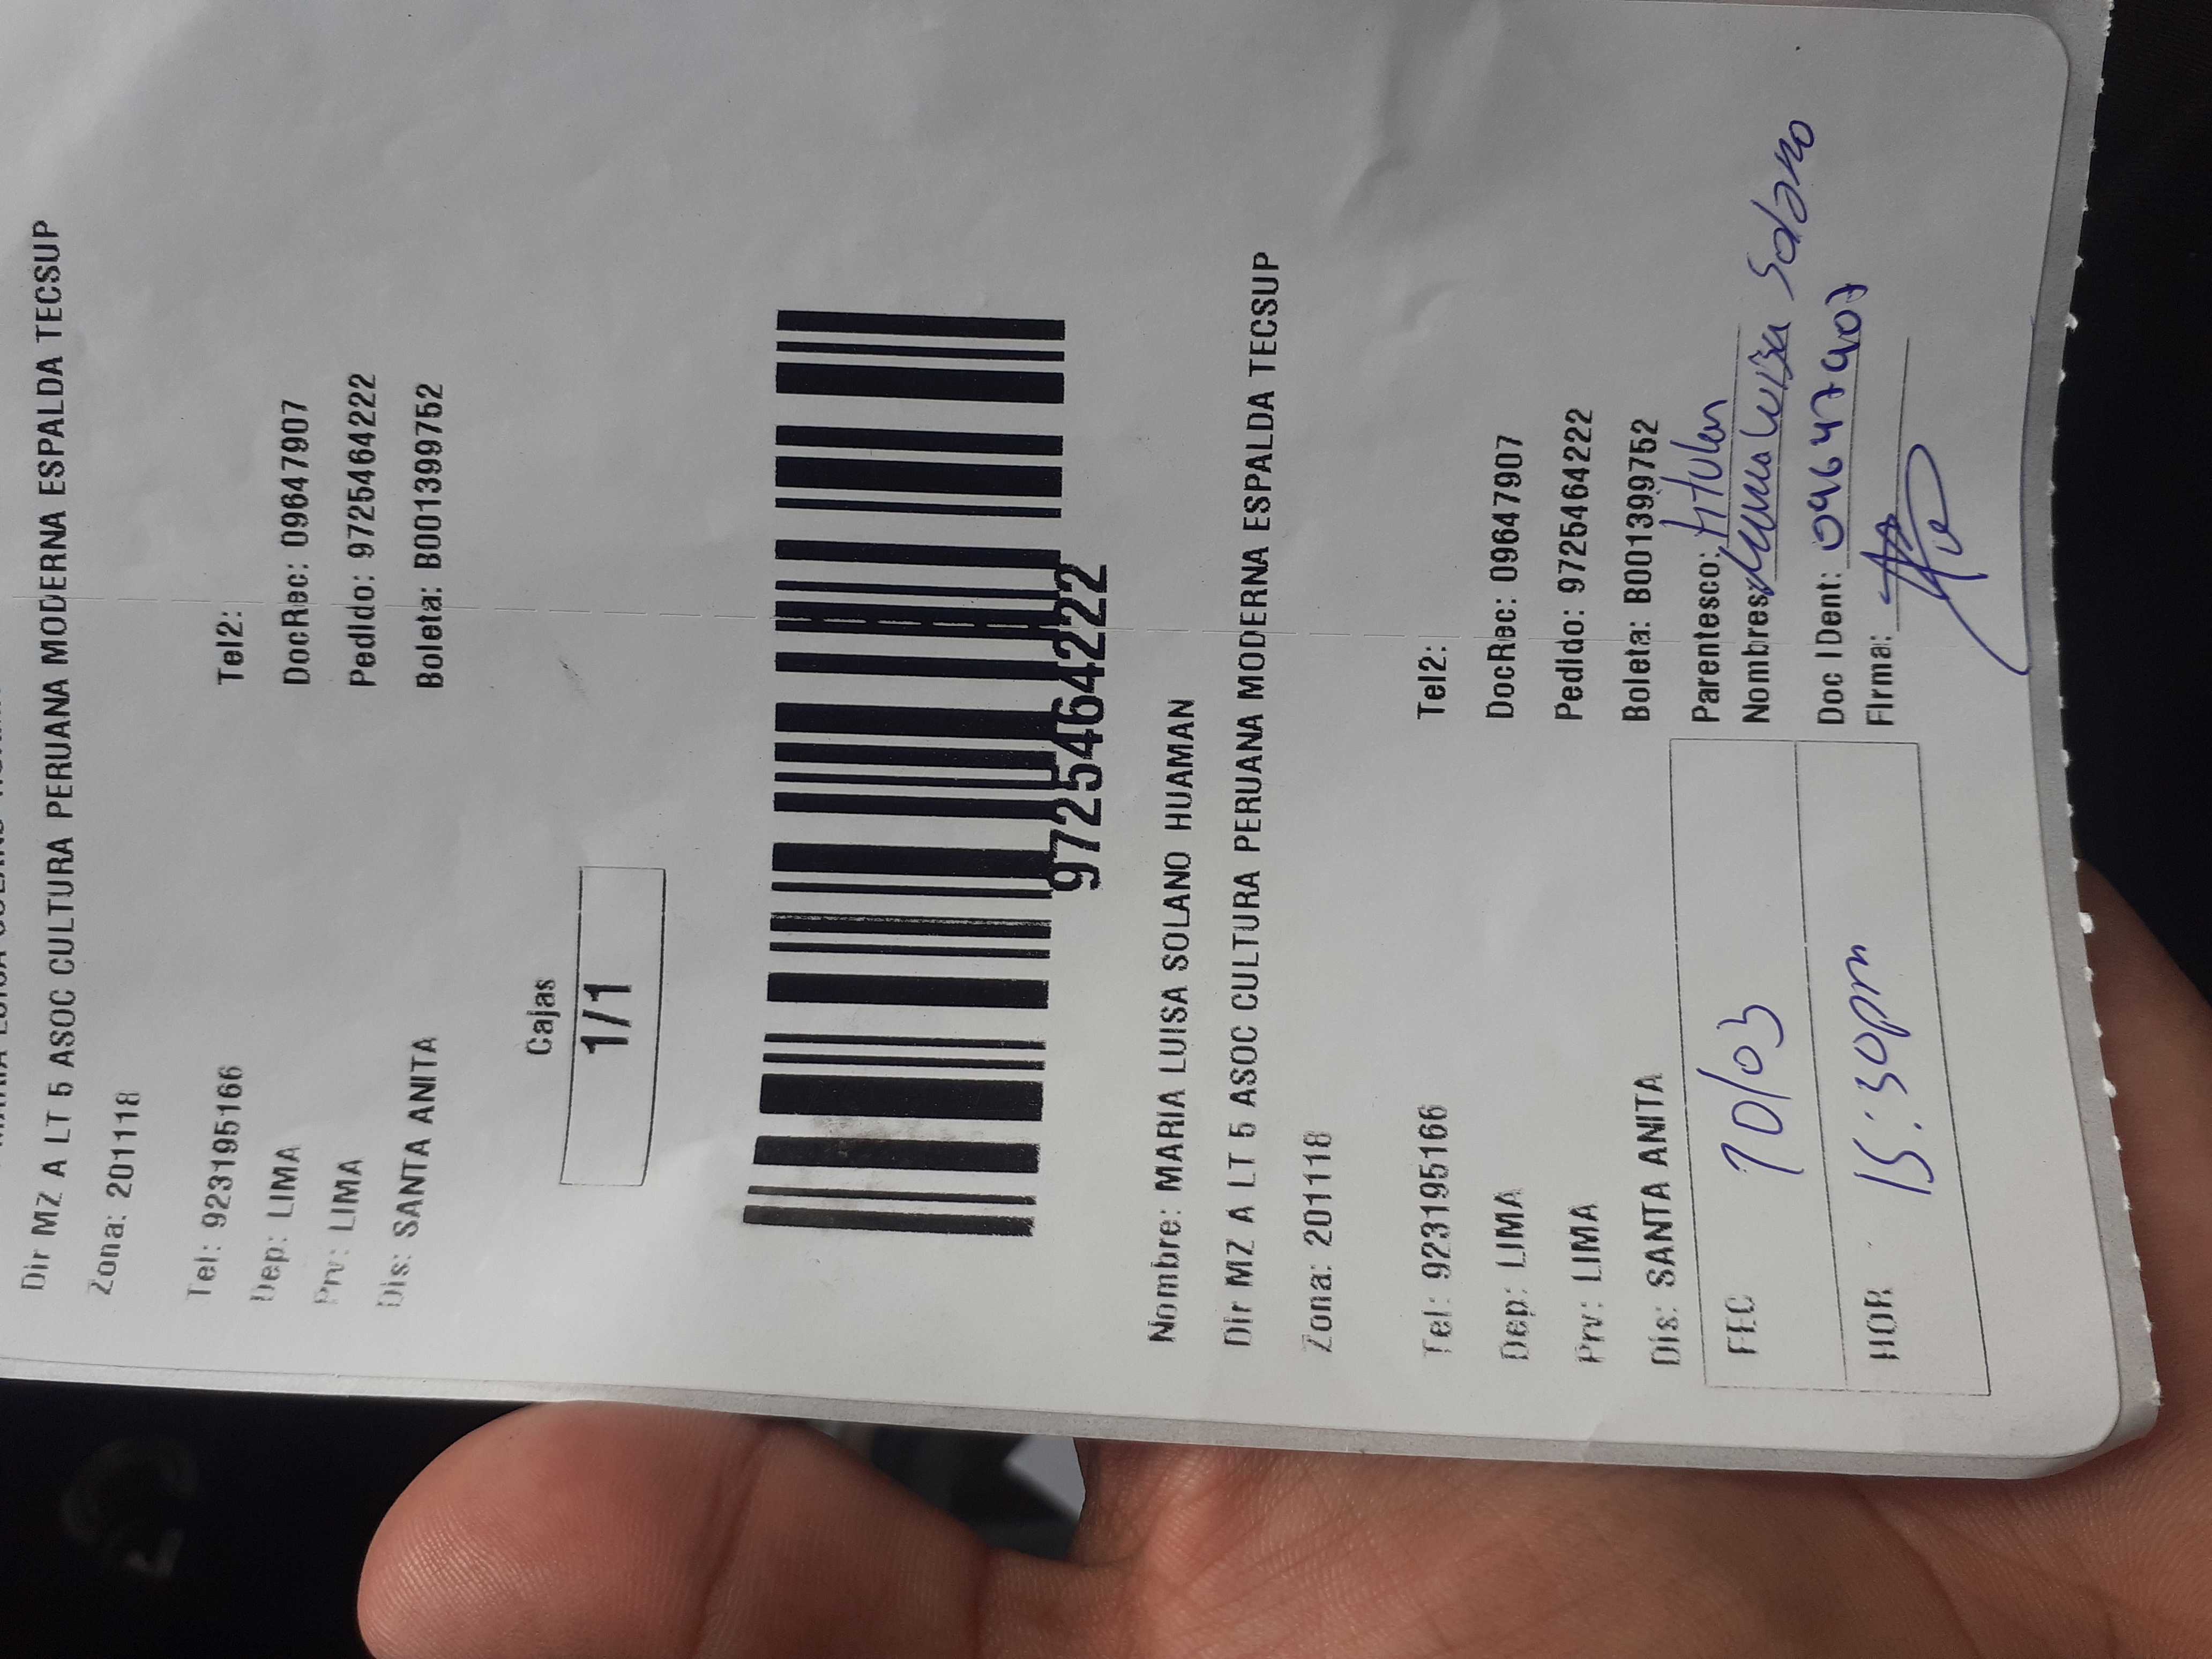 Dir MZ A LT 5 ASOC CULTURA PERUANA MODERNA ESPALDA TECSUP
Zona: 201118
Tel: 923195166 Tel2:
Dep: LIMA DocRec: 09647907
Prv: LIMA Pedido: 9725464222
Dis: SANTA ANITA Boleta: B001399752
Cajas
1/1
9725464222
Nombre: MARIA LUISA SOLANO HUAMAN
Dir MZ A LT 5 ASOC CULTURA PERUANA MODERNA ESPALDA TECSUP
Zona: 201118
Tel: 923195166 Tel2:
Dep: LIMA DocRec: 09647907
Prv: LIMA Pedido: 9725464222
Dis: SANTA ANITA Boleta: B001399752
FEC 10/03 Parentesco: titular
Nombres: Maria Luisa Solano
HOR 15:30pm Doc IDent: 09647907
Firma: